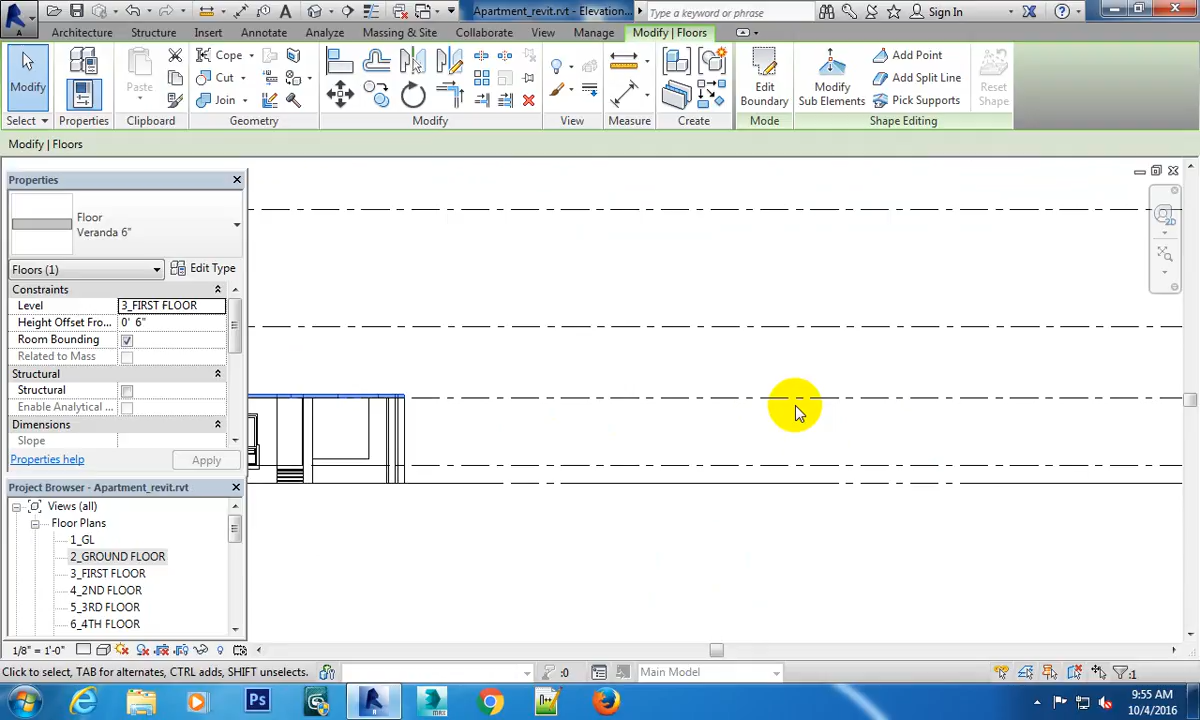 Apartment_revit.rvt - Elevation...
Type a keyword or phrase
Sign In
Architecture
Structure
Insert
Annotate
Analyze
Massing & Site
Collaborate
View
Manage
Modify | Floors
Modify
Paste
Cope
Cut
Join
Edit
Boundary
Modify
Sub Elements
Add Point
Add Split Line
Pick Supports
Reset
Shape
Select
Properties
Clipboard
Geometry
Modify
View
Measure
Create
Mode
Shape Editing
Modify | Floors
Properties
Floor
Veranda 6"
Floors (1)
Edit Type
Constraints
Level
3_FIRST FLOOR
Height Offset Fro...
0' 6"
Room Bounding
Related to Mass
Structural
Structural
Enable Analytical
Dimensions
Slope
Properties help
Apply
Project Browser - Apartment_revit.rvt
Views (all)
Floor Plans
1_GL
2_GROUND FLOOR
3_FIRST FLOOR
4_2ND FLOOR
5_3RD FLOOR
6_4TH FLOOR
1/8" = 1'-0"
2D
Click to select, TAB for alternates, CTRL adds, SHIFT unselects.
:0
Main Model
:1
Ps
9:55 AM
10/4/2016